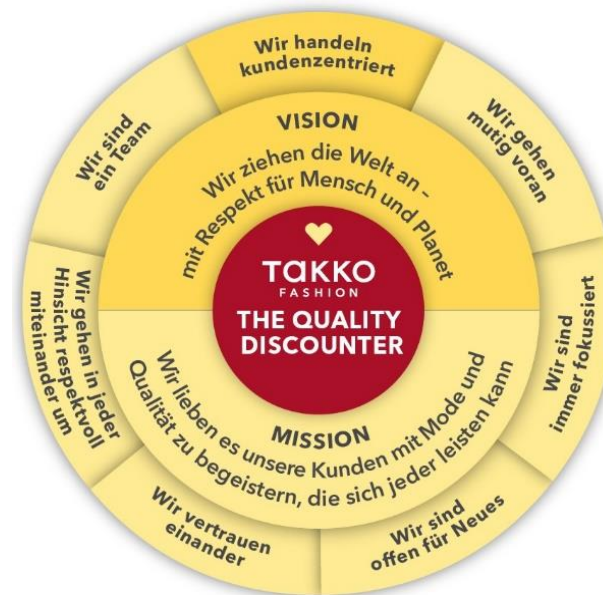 Wir handeln
kundenzentriert
Wir gehen
mutig voran
Wir sind
immer fokussiert
Wir sind
offen für Neues
Wir vertrauen
einander
Wir gehen in jeder
Hinsicht respektvoll
miteinander um
Wir sind
ein Team
VISION
Wir ziehen die Welt an –
mit Respekt für Mensch und Planet
TAKKO
FASHION
THE QUALITY
DISCOUNTER
Wir lieben es unsere Kunden mit Mode und
Qualität zu begeistern, die sich jeder leisten kann
MISSION